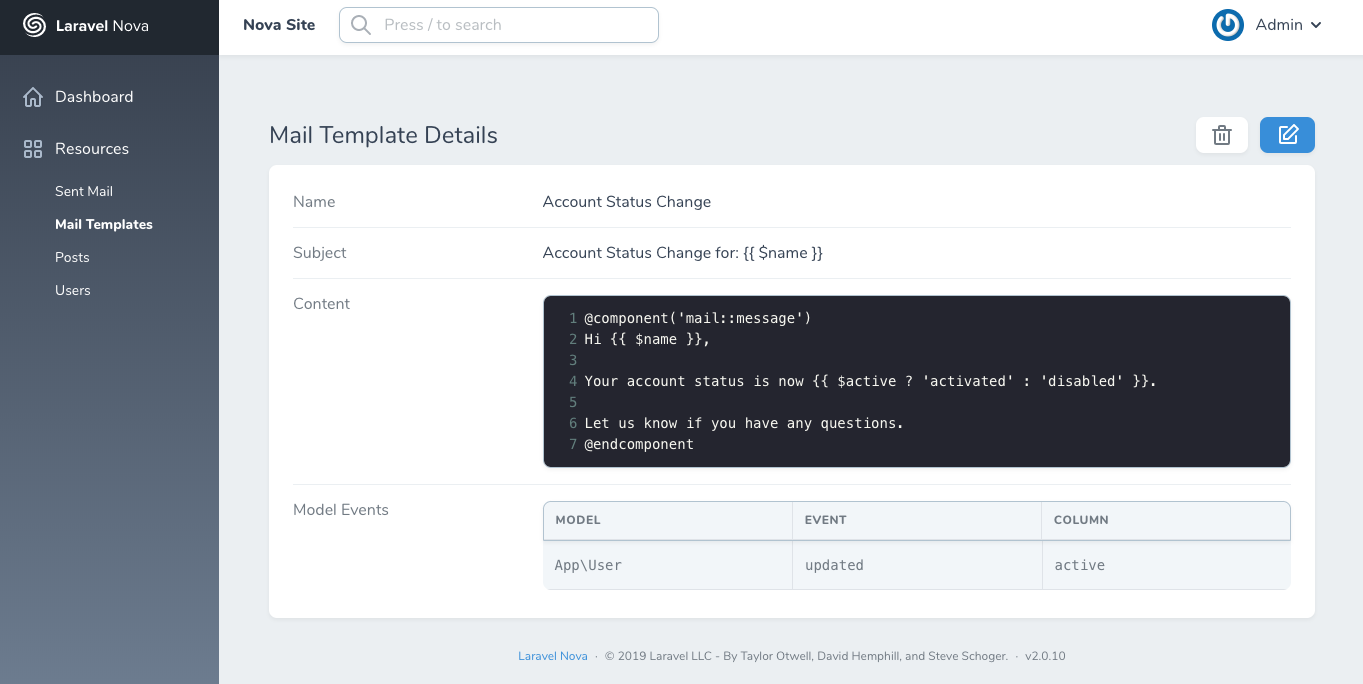 Laravel Nova
Nova Site
Press / to search
Admin
Dashboard
Resources
Sent Mail
Mail Templates
Posts
Users
Mail Template Details
Name
Account Status Change
Subject
Account Status Change for: {{ $name }}
Content
1 @component('mail::message')
2 Hi {{ $name }},
3
4 Your account status is now {{ $active ? 'activated' : 'disabled' }}.
5
6 Let us know if you have any questions.
7 @endcomponent
Model Events
MODEL EVENT COLUMN
App\User updated active
Laravel Nova · © 2019 Laravel LLC - By Taylor Otwell, David Hemphill, and Steve Schoger. · v2.0.10